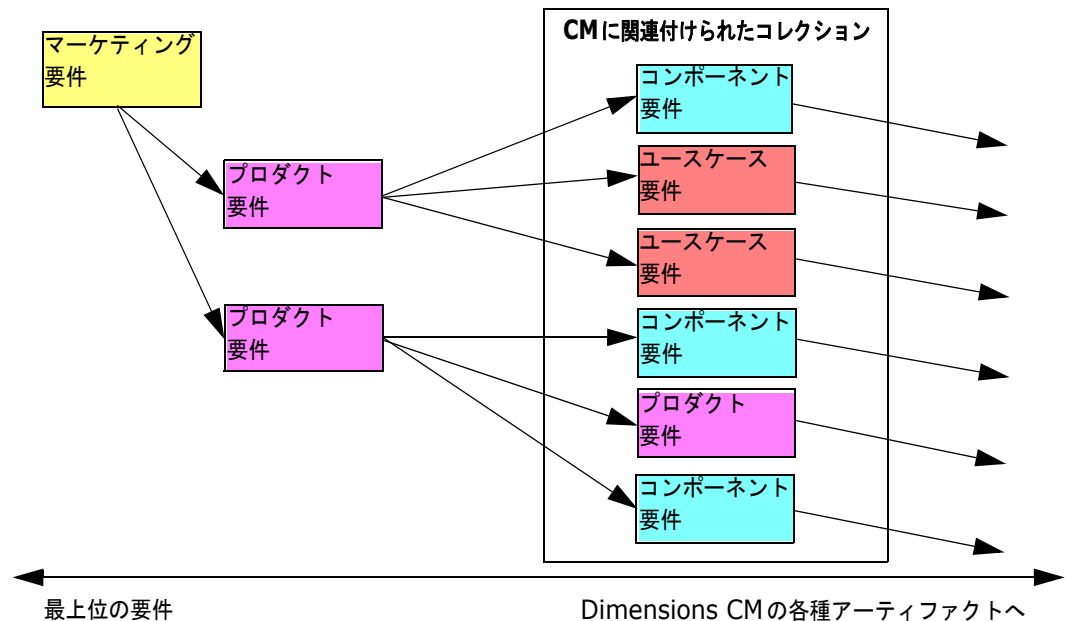 CMに関連付けられたコレクション
マーケティング
要件
プロダクト
要件
プロダクト
要件
コンポーネント
要件
ユースケース
要件
ユースケース
要件
コンポーネント
要件
プロダクト
要件
コンポーネント
要件
最上位の要件
Dimensions CMの各種アーティファクトへ